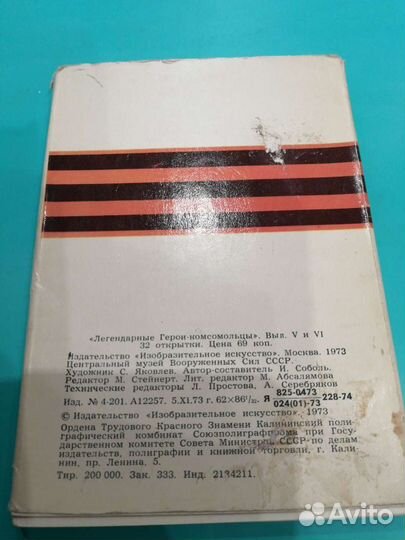 «Легендарные Герои-комсомольцы». Вып. V и VI
32 открытки. Цена 69 коп.
Издательство «Изобразительное искусство». Москва. 1973
Центральный музей Вооруженных Сил СССР.
Художник С. Яковлев. Автор-составитель И. Соболь.
Редактор М. Стейнерт. Лит. редактор М. Абсалямова
Технические редакторы Л. Простова, А. Серебряков
Изд. № 4-201. А12257. 5.XI.73 г. 62×86¹/₁₂. Я 825-0473 / 024(01)-73 228-74
© Издательство «Изобразительное искусство», 1973
Ордена Трудового Красного Знамени Калининский поли-
графический комбинат Союзполиграфпрома при Госу-
дарственном комитете Совета Министров СССР по делам
издательств, полиграфии и книжной торговли, г. Кали-
нин, пр. Ленина, 5.
Тир. 200 000. Зак. 333. Инд. 2134211.
Avito